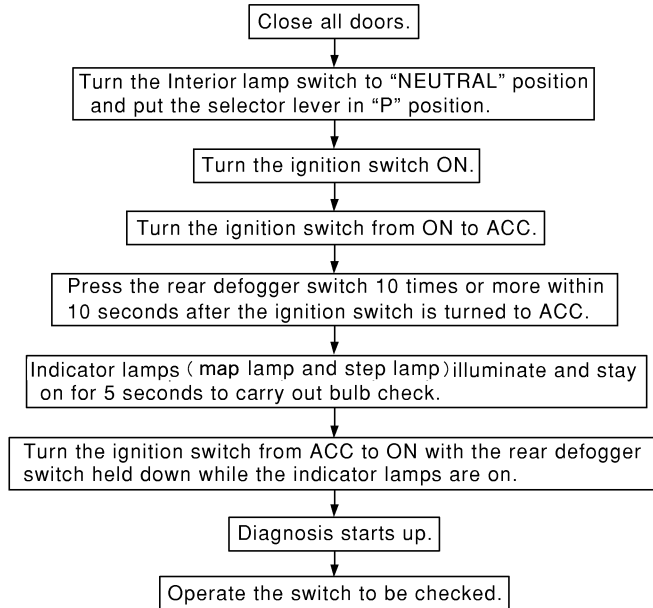 Close all doors.
Turn the Interior lamp switch to “NEUTRAL” position
and put the selector lever in “P” position.
Turn the ignition switch ON.
Turn the ignition switch from ON to ACC.
Press the rear defogger switch 10 times or more within
10 seconds after the ignition switch is turned to ACC.
Indicator lamps (map lamp and step lamp) illuminate and stay
on for 5 seconds to carry out bulb check.
Turn the ignition switch from ACC to ON with the rear defogger
switch held down while the indicator lamps are on.
Diagnosis starts up.
Operate the switch to be checked.